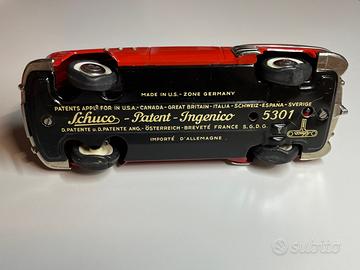 MADE IN U.S.- ZONE GERMANY
PATENTS APPL'D FOR IN U.S.A.- CANADA- GREAT BRITAIN- ITALIA- SCHWEIZ- ESPANA- SVERIGE
Schuco - Patent - Ingenico 5301
D.PATENTE u.D.PATENTE ANG.- ÖSTERREICH- BREVETÉ FRANCE S.G.D.G.
IMPORTÉ D'ALLEMAGNE
subito